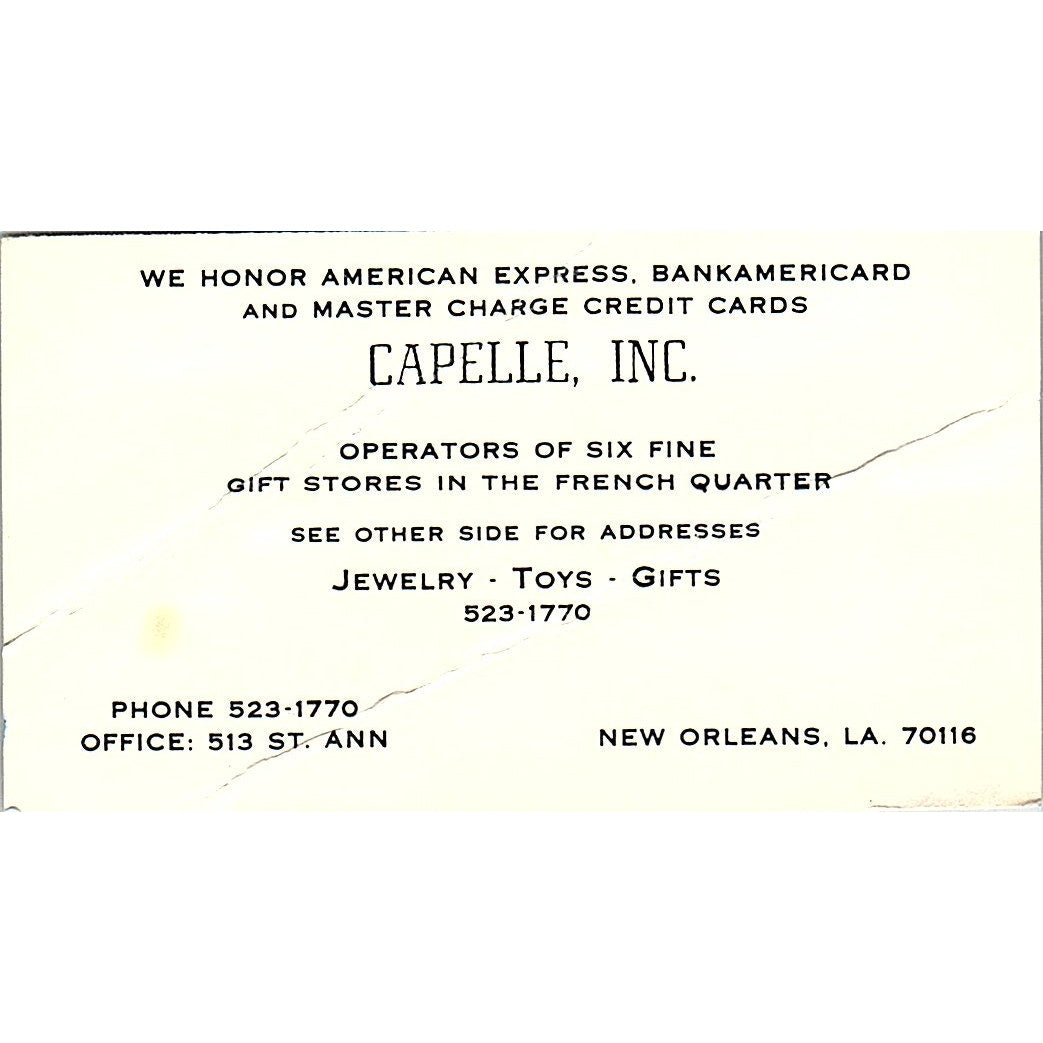 WE HONOR AMERICAN EXPRESS, BANKAMERICARD
AND MASTER CHARGE CREDIT CARDS
CAPELLE, INC.
OPERATORS OF SIX FINE
GIFT STORES IN THE FRENCH QUARTER
SEE OTHER SIDE FOR ADDRESSES
JEWELRY - TOYS - GIFTS
523-1770
PHONE 523-1770
OFFICE: 513 ST. ANN
NEW ORLEANS, LA. 70116